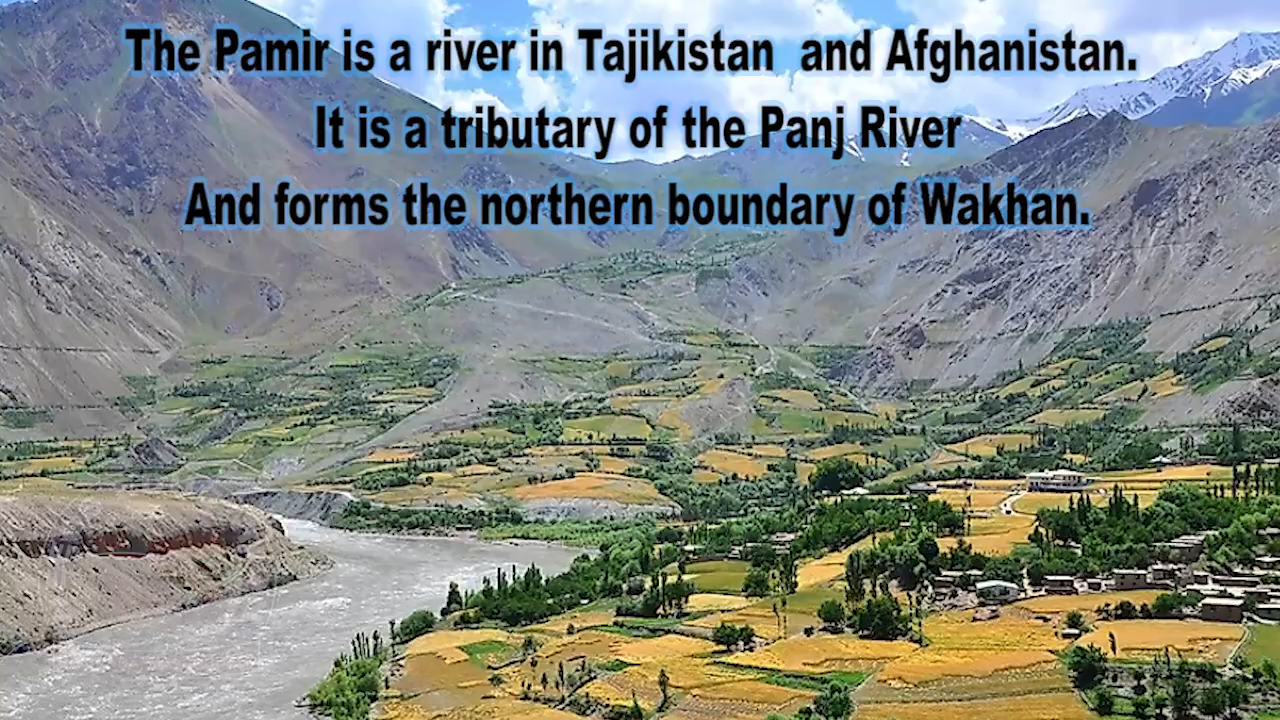 The Pamir is a river in Tajikistan  and Afghanistan.
It is a tributary of the Panj River
And forms the northern boundary of Wakhan.